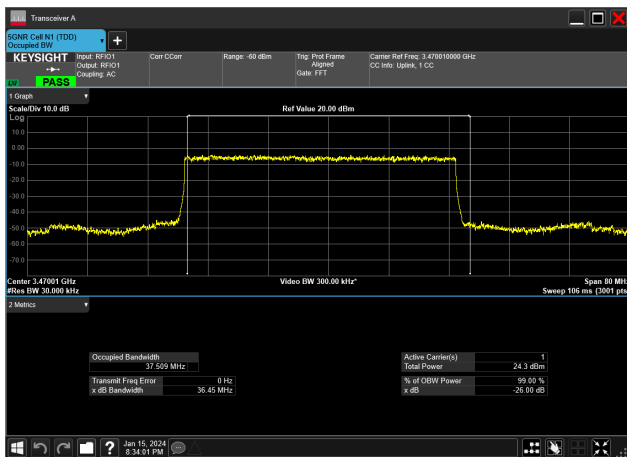 Transceiver A
5GNR Cell N1 (TDD)
Occupied BW
KEYSIGHT
LV
PASS
Input: RFIO1
Output: RFIO1
Coupling: AC
Corr CCorr
Range: -60 dBm
Trig: Prot Frame
Aligned
Gate: FFT
Carrier Ref Freq: 3.470010000 GHz
CC Info: Uplink, 1 CC
1 Graph
Scale/Div 10.0 dB
Ref Value 20.00 dBm
Log
10.0
0.00
-10.0
-20.0
-30.0
-40.0
-50.0
-60.0
-70.0
Center 3.47001 GHz
Video BW 300.00 kHz*
Span 80 MHz
#Res BW 30.000 kHz
Sweep 106 ms (3001 pts
2 Metrics
Occupied Bandwidth
37.509 MHz
Transmit Freq Error 0 Hz
x dB Bandwidth 36.45 MHz
Active Carrier(s) 1
Total Power 24.3 dBm
% of OBW Power 99.00 %
x dB -26.00 dB
Jan 15, 2024
8:34:01 PM